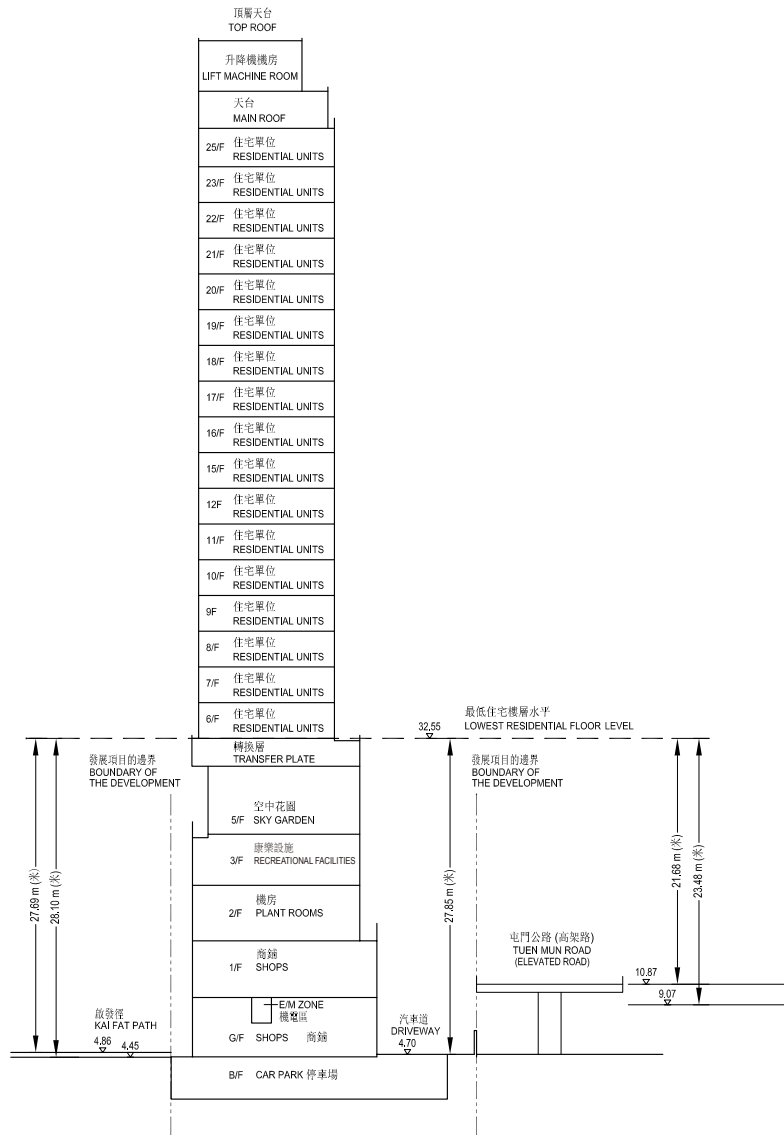 頂層天台
TOP ROOF
升降機機房
LIFT MACHINE ROOM
天台
MAIN ROOF
25/F 住宅單位
RESIDENTIAL UNITS
23/F 住宅單位
RESIDENTIAL UNITS
22/F 住宅單位
RESIDENTIAL UNITS
21/F 住宅單位
RESIDENTIAL UNITS
20/F 住宅單位
RESIDENTIAL UNITS
19/F 住宅單位
RESIDENTIAL UNITS
18/F 住宅單位
RESIDENTIAL UNITS
17/F 住宅單位
RESIDENTIAL UNITS
16/F 住宅單位
RESIDENTIAL UNITS
15/F 住宅單位
RESIDENTIAL UNITS
12F 住宅單位
RESIDENTIAL UNITS
11/F 住宅單位
RESIDENTIAL UNITS
10/F 住宅單位
RESIDENTIAL UNITS
9F 住宅單位
RESIDENTIAL UNITS
8/F 住宅單位
RESIDENTIAL UNITS
7/F 住宅單位
RESIDENTIAL UNITS
6/F 住宅單位
RESIDENTIAL UNITS
最低住宅樓層水平
32.55 LOWEST RESIDENTIAL FLOOR LEVEL
轉換層
TRANSFER PLATE
發展項目的邊界
BOUNDARY OF
THE DEVELOPMENT
發展項目的邊界
BOUNDARY OF
THE DEVELOPMENT
空中花園
5/F SKY GARDEN
康樂設施
3/F RECREATIONAL FACILITIES
機房
2/F PLANT ROOMS
商鋪
1/F SHOPS
E/M ZONE
機電區
G/F SHOPS 商鋪
B/F CAR PARK 停車場
27.69 m (米)
28.10 m (米)
27.85 m (米)
21.68 m (米)
23.48 m (米)
屯門公路 (高架路)
TUEN MUN ROAD
(ELEVATED ROAD)
10.87
9.07
啟發徑
KAI FAT PATH
4.86 4.45
汽車道
DRIVEWAY
4.70